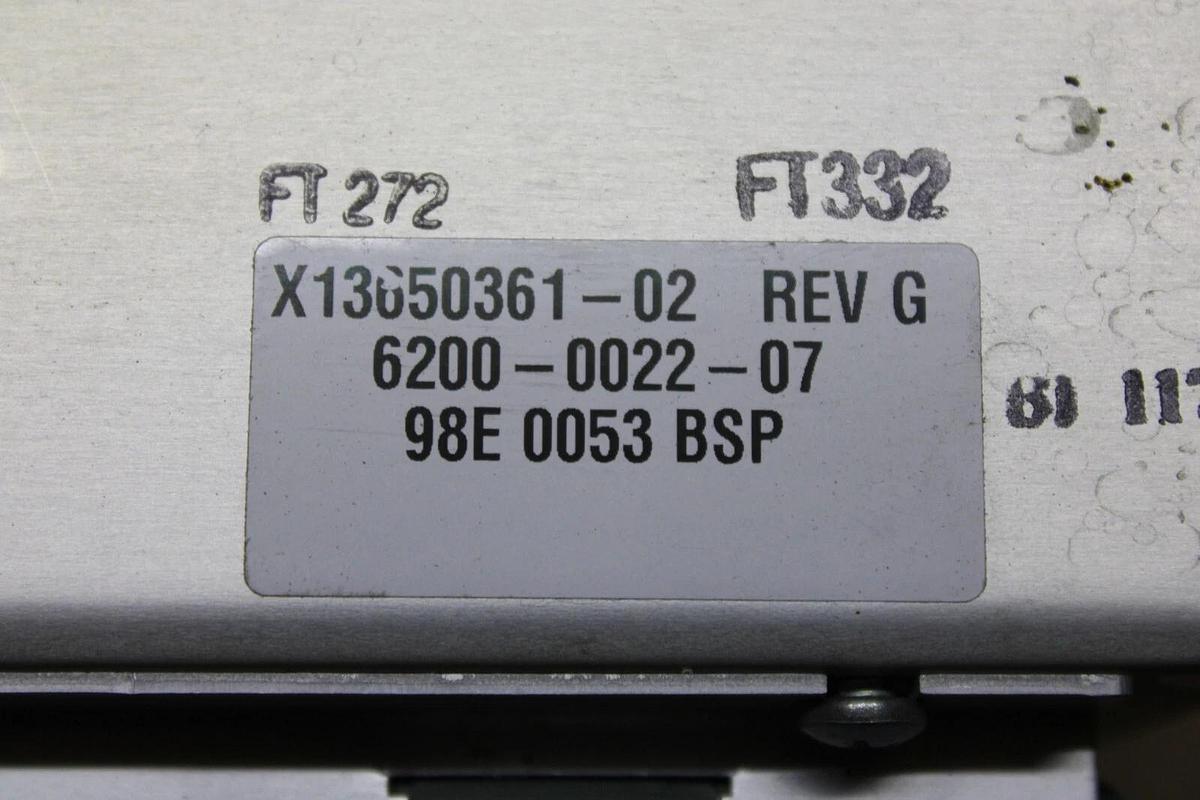 FT 272
FT332
X13650361-02 REV G
6200-0022-07
98E 0053 BSP